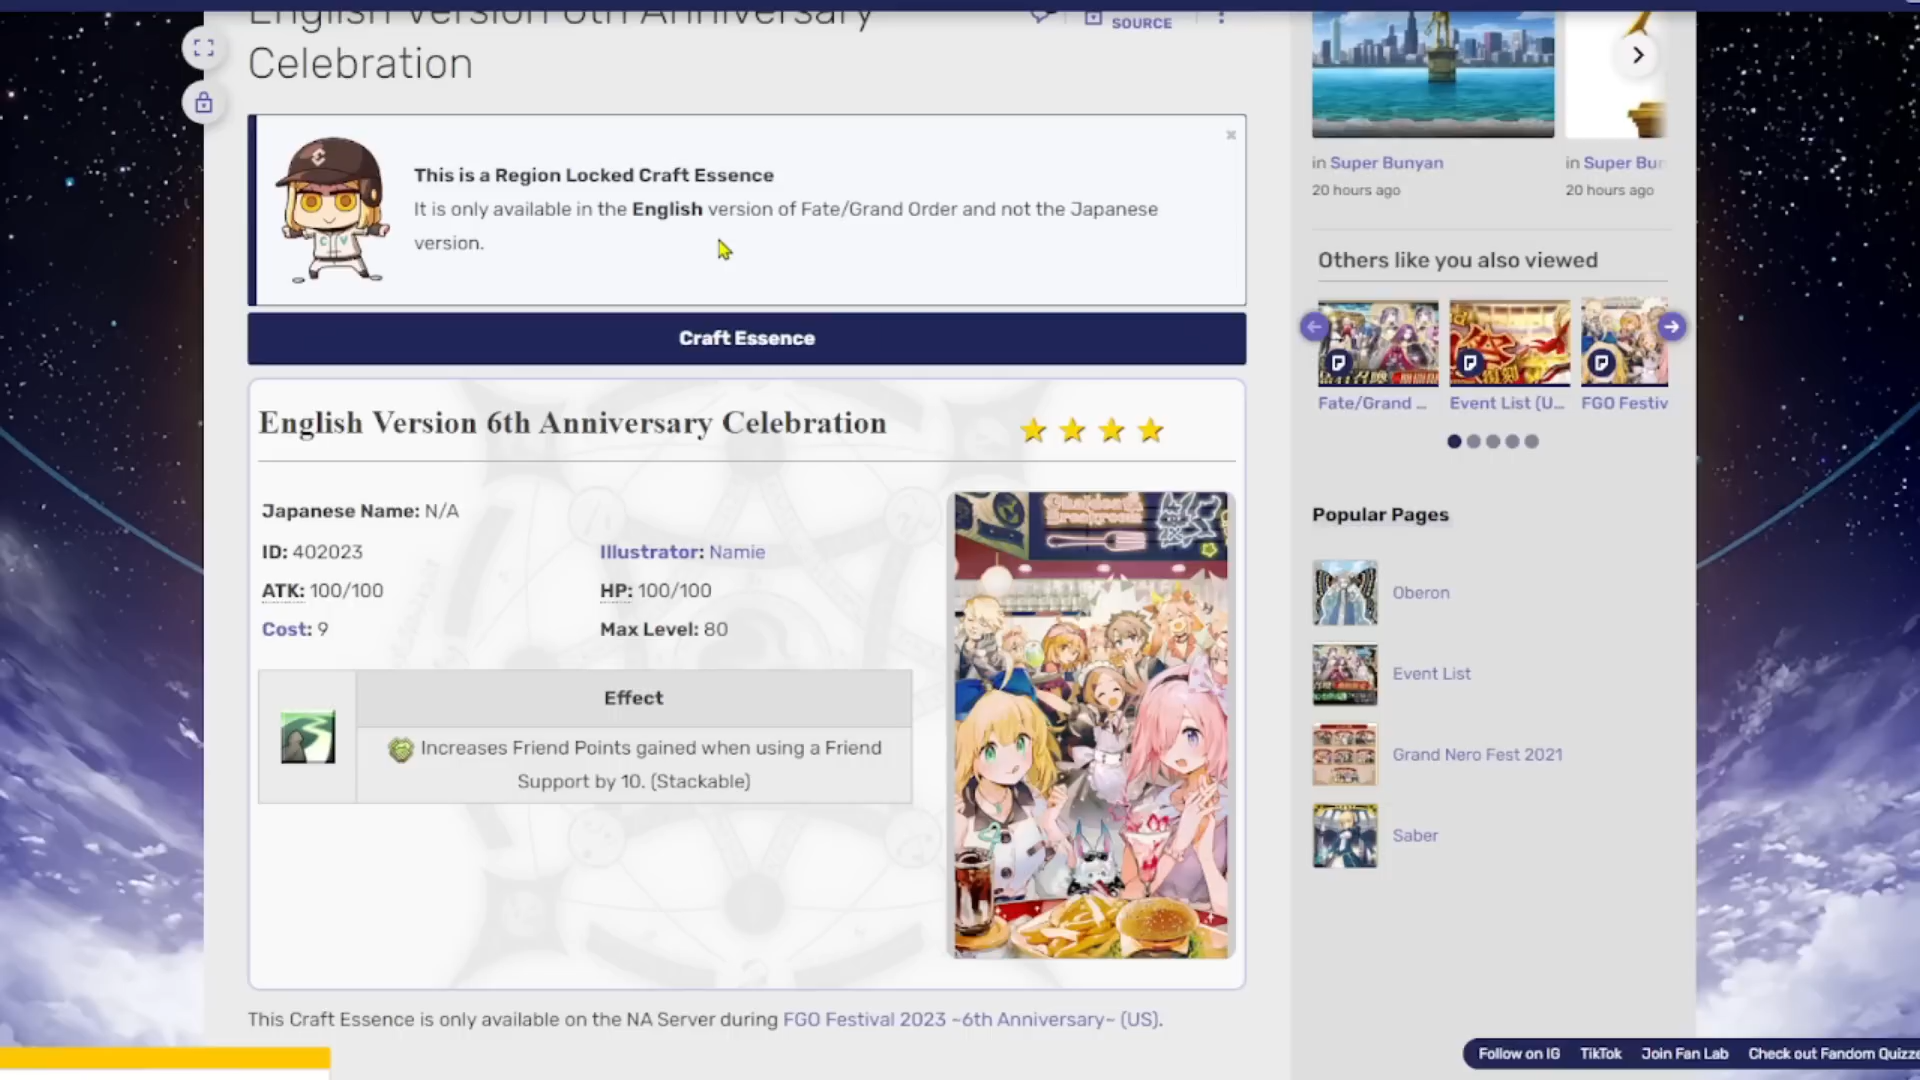 English Version 6th Anniversary
Celebration
SOURCE
This is a Region Locked Craft Essence
It is only available in the English version of Fate/Grand Order and not the Japanese
version.
Craft Essence
English Version 6th Anniversary Celebration
Japanese Name: N/A
ID: 402023
Illustrator: Namie
ATK: 100/100
HP: 100/100
Cost: 9
Max Level: 80
Effect
Increases Friend Points gained when using a Friend
Support by 10. (Stackable)
This Craft Essence is only available on the NA Server during FGO Festival 2023 ~6th Anniversary~ (US).
in Super Bunyan
20 hours ago
in Super Bun
20 hours ago
Others like you also viewed
Fate/Grand ...
Event List (U...
FGO Festiv
Popular Pages
Oberon
Event List
Grand Nero Fest 2021
Saber
Follow on IG
TikTok
Join Fan Lab
Check out Fandom Quizze